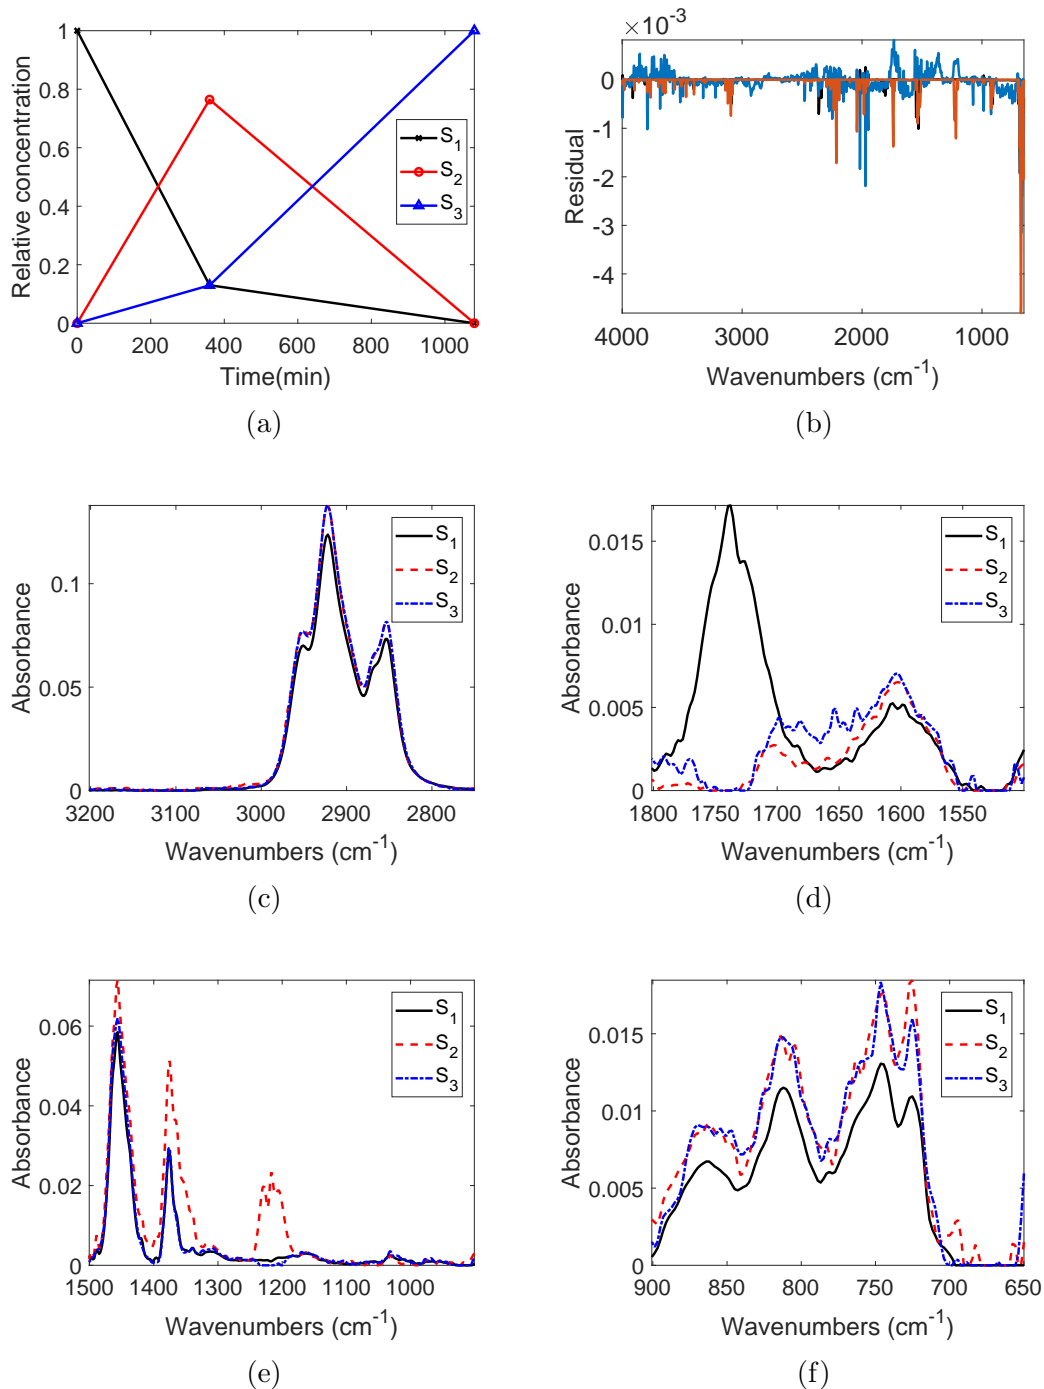 ×10⁻³
1
0.8
0.6
0.4
0.2
0
Relative concentration
S₁
S₂
S₃
0 200 400 600 800 1000
Time(min)
(a)
0
-1
-2
-3
-4
Residual
4000 3000 2000 1000
Wavenumbers (cm⁻¹)
(b)
0.1
0.05
0
Absorbance
S₁
S₂
S₃
3200 3100 3000 2900 2800
Wavenumbers (cm⁻¹)
(c)
0.015
0.01
0.005
0
Absorbance
S₁
S₂
S₃
1800 1750 1700 1650 1600 1550
Wavenumbers (cm⁻¹)
(d)
0.06
0.04
0.02
0
Absorbance
S₁
S₂
S₃
1500 1400 1300 1200 1100 1000
Wavenumbers (cm⁻¹)
(e)
0.015
0.01
0.005
0
Absorbance
S₁
S₂
S₃
900 850 800 750 700 650
Wavenumbers (cm⁻¹)
(f)